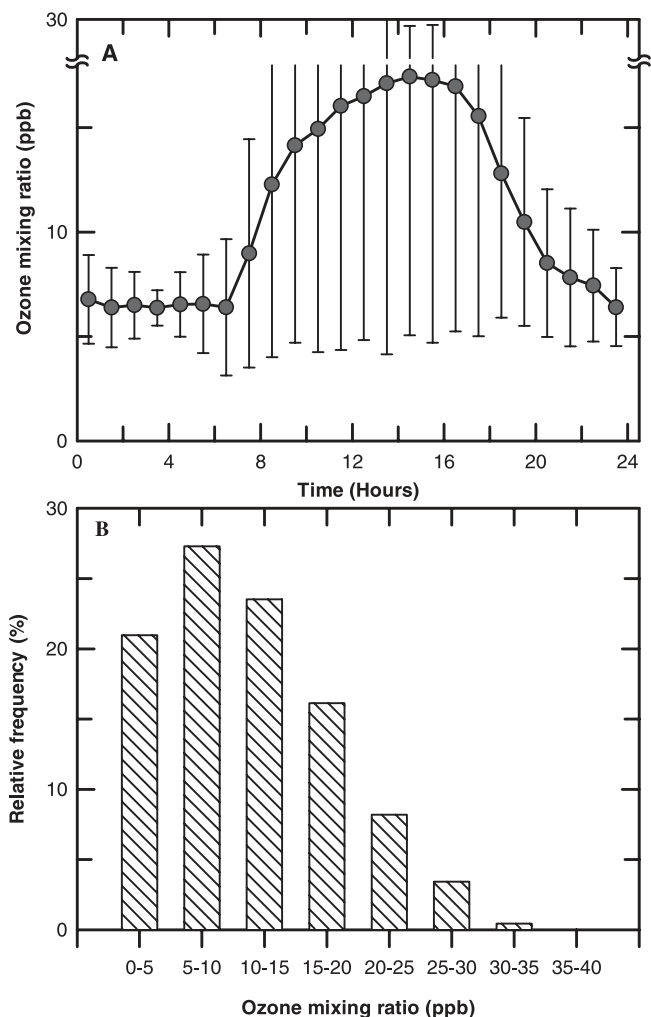 30
A
10
0
Ozone mixing ratio (ppb)
0 4 8 12 16 20 24
Time (Hours)
30
B
20
10
0
Relative frequency (%)
0-5 5-10 10-15 15-20 20-25 25-30 30-35 35-40
Ozone mixing ratio (ppb)